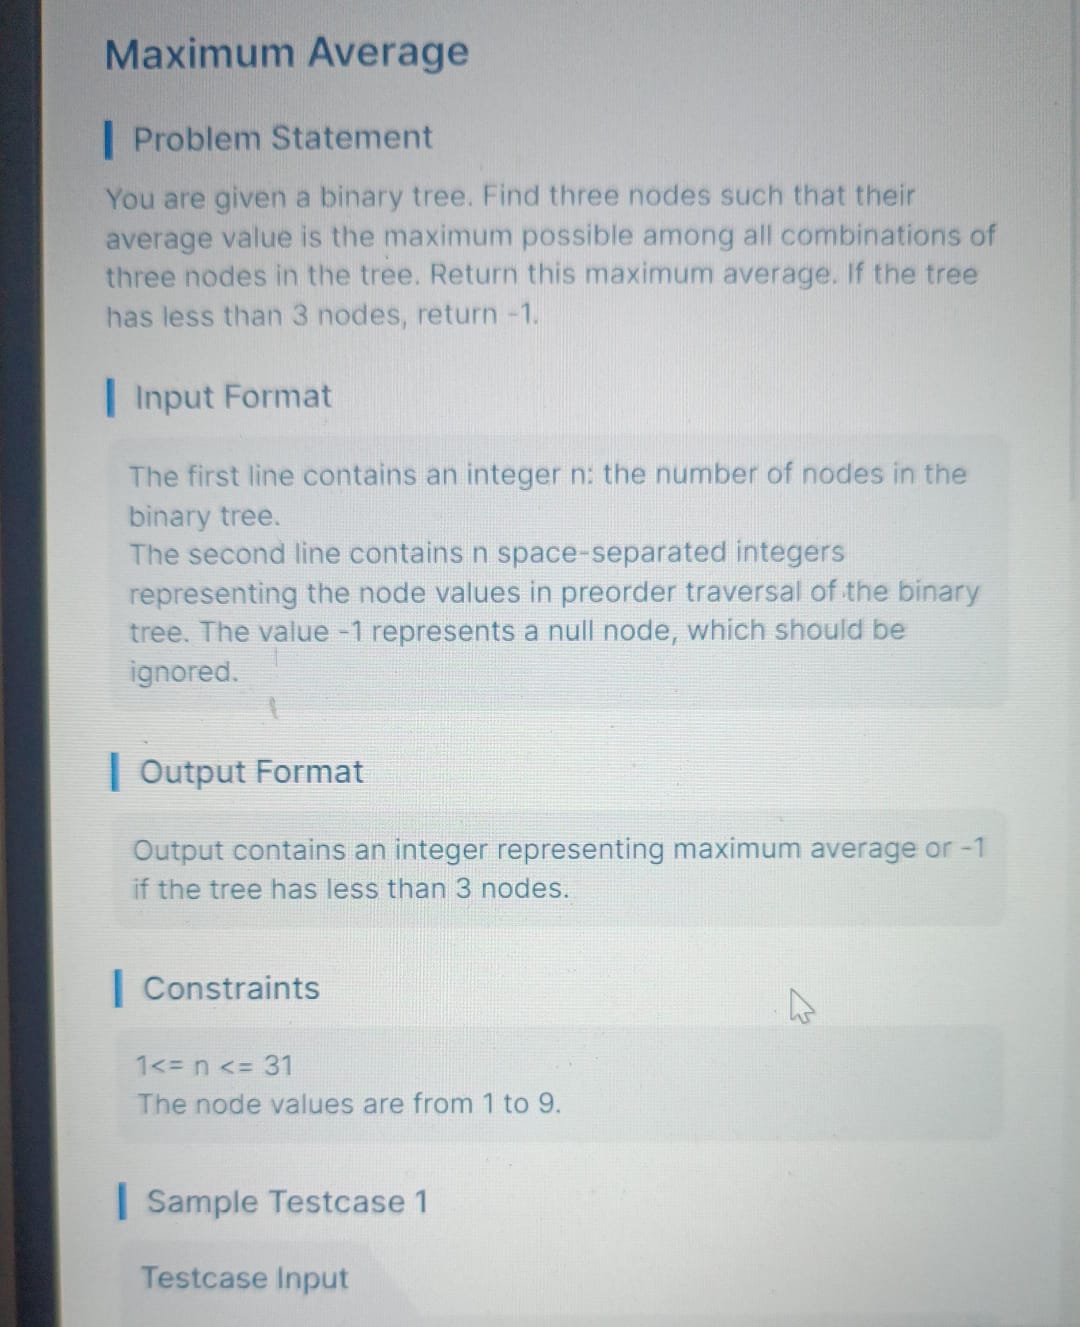 Maximum Average
Problem Statement
You are given a binary tree. Find three nodes such that their
average value is the maximum possible among all combinations of
three nodes in the tree. Return this maximum average. If the tree
has less than 3 nodes, return -1.
Input Format
The first line contains an integer n: the number of nodes in the
binary tree.
The second line contains n space-separated integers
representing the node values in preorder traversal of the binary
tree. The value -1 represents a null node, which should be
ignored.
Output Format
Output contains an integer representing maximum average or -1
if the tree has less than 3 nodes.
Constraints
1<= n <= 31
The node values are from 1 to 9.
Sample Testcase 1
Testcase Input